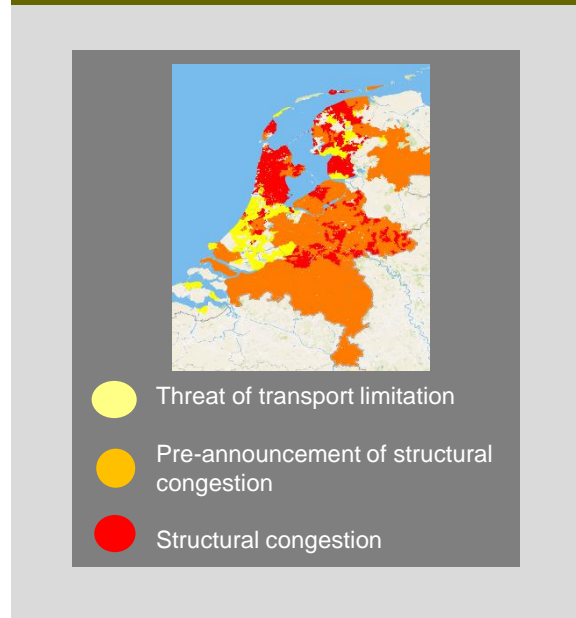 Threat of transport limitation
Pre-announcement of structural
congestion
Structural congestion